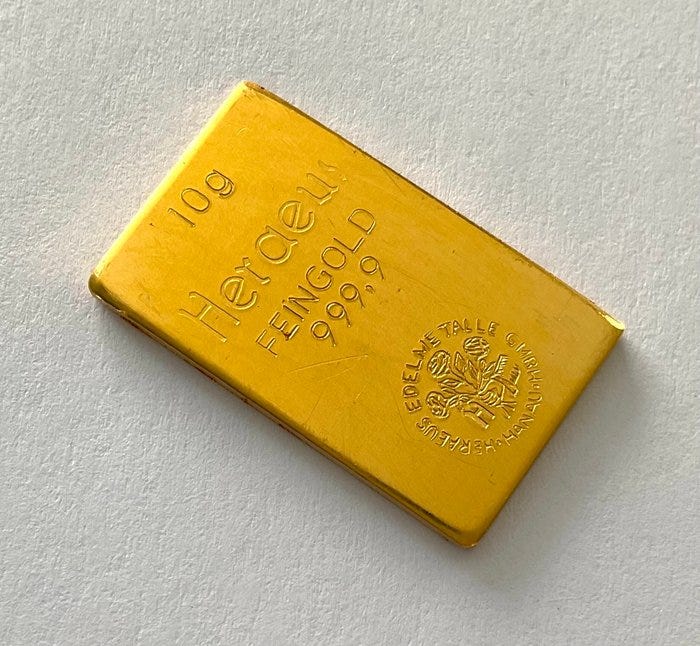 10g
Heraeus
FEINGOLD
999,9
HERAEUS EDELMETALLE GMBH · HANAU ·